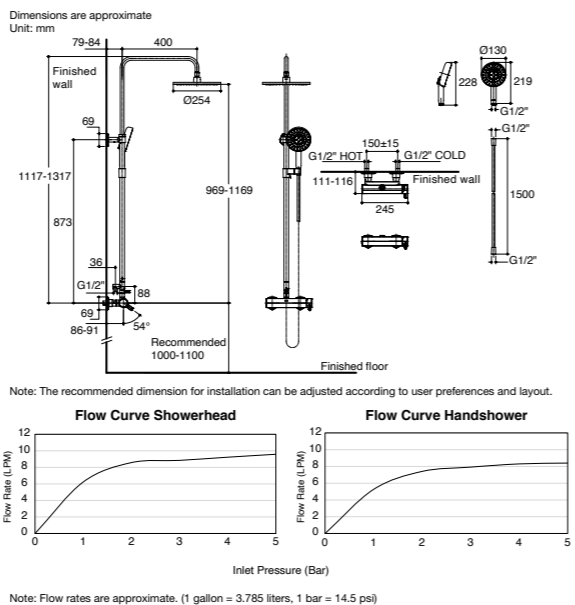 Dimensions are approximate
Unit: mm
79-84
400
Finished
wall
Ø254
69
1117-1317
969-1169
873
36
G1/2"
88
69
86-91
54°
Recommended
1000-1100
Finished floor
150±15
G1/2" HOT
G1/2" COLD
111-116
Finished wall
245
Ø130
228
219
G1/2"
G1/2"
1500
G1/2"
Note: The recommended dimension for installation can be adjusted according to user preferences and layout.
Flow Curve Showerhead
Flow Rate (LPM)
12
10
8
6
4
2
0
0 1 2 3 4 5
Flow Curve Handshower
Flow Rate (LPM)
12
10
8
6
4
2
0
0 1 2 3 4 5
Inlet Pressure (Bar)
Note: Flow rates are approximate. (1 gallon = 3.785 liters, 1 bar = 14.5 psi)